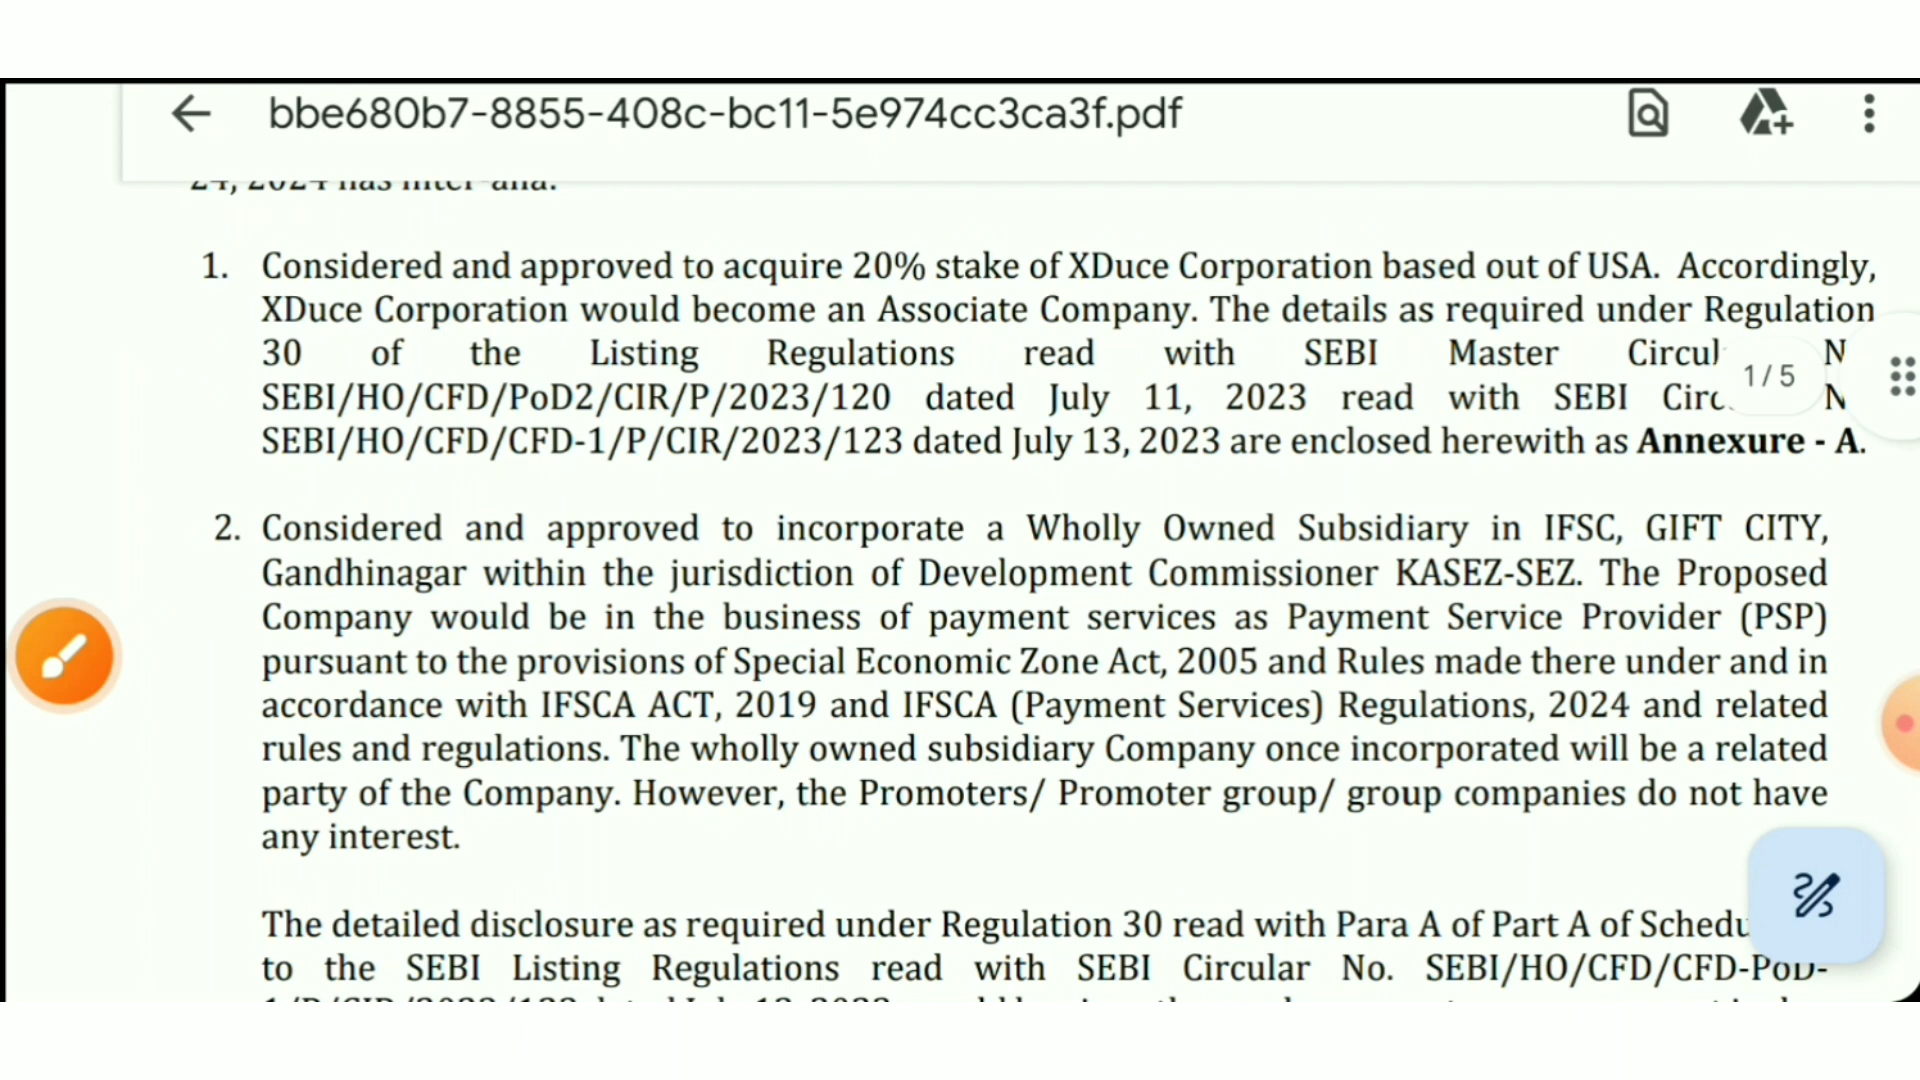 bbe680b7-8855-408c-bc11-5e974cc3ca3f.pdf
24, 2024 has inter-alia:
1. Considered and approved to acquire 20% stake of XDuce Corporation based out of USA. Accordingly,
XDuce Corporation would become an Associate Company. The details as required under Regulation
30 of the Listing Regulations read with SEBI Master
SEBI/HO/CFD/PoD2/CIR/P/2023/120 dated July 11, 2023 read with SEBI
1/5
SEBI/HO/CFD/CFD-1/P/CIR/2023/123 dated July 13, 2023 are enclosed herewith as Annexure - A.
2. Considered and approved to incorporate a Wholly Owned Subsidiary in IFSC, GIFT CITY,
Gandhinagar within the jurisdiction of Development Commissioner KASEZ-SEZ. The Proposed
Company would be in the business of payment services as Payment Service Provider (PSP)
pursuant to the provisions of Special Economic Zone Act, 2005 and Rules made there under and in
accordance with IFSCA ACT, 2019 and IFSCA (Payment Services) Regulations, 2024 and related
rules and regulations. The wholly owned subsidiary Company once incorporated will be a related
party of the Company. However, the Promoters/ Promoter group/ group companies do not have
any interest.
The detailed disclosure as required under Regulation 30 read with Para A of Part A of
to the SEBI Listing Regulations read with SEBI Circular No. SEBI/HO/CFD/CFD-PoD-